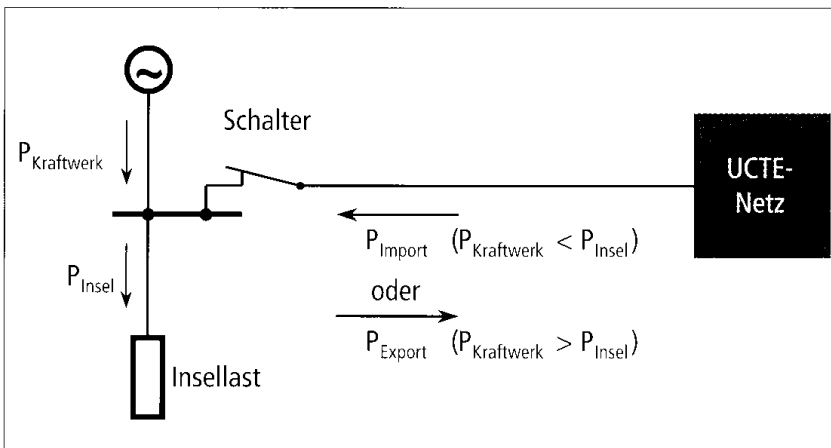 ~
Schalter
P_Kraftwerk
UCTE-
Netz
P_Import (P_Kraftwerk < P_Insel)
P_Insel
oder
P_Export (P_Kraftwerk > P_Insel)
Insellast